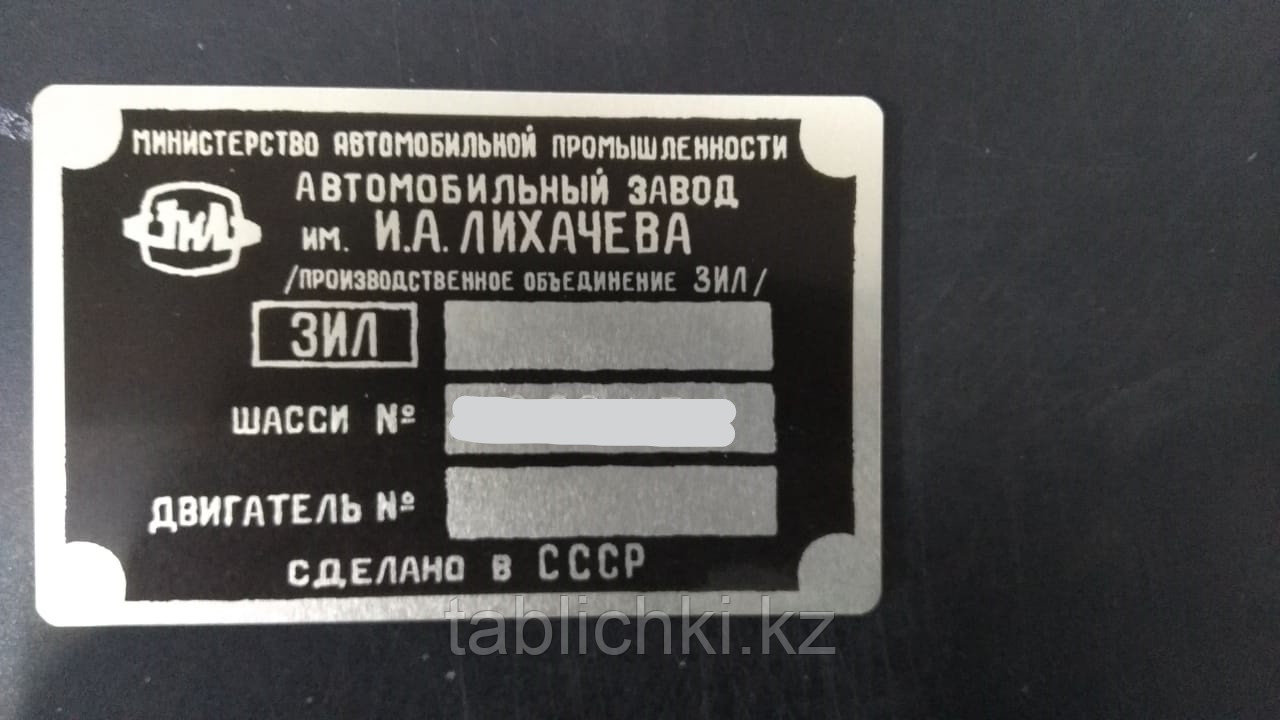 МИНИСТЕРСТВО АВТОМОБИЛЬНОЙ ПРОМЫШЛЕННОСТИ
АВТОМОБИЛЬНЫЙ ЗАВОД
ЗИЛ
им. И.А. ЛИХАЧЕВА
/ПРОИЗВОДСТВЕННОЕ ОБЪЕДИНЕНИЕ ЗИЛ/
ЗИЛ
ШАССИ №
ДВИГАТЕЛЬ №
СДЕЛАНО В СССР
tablichki.kz